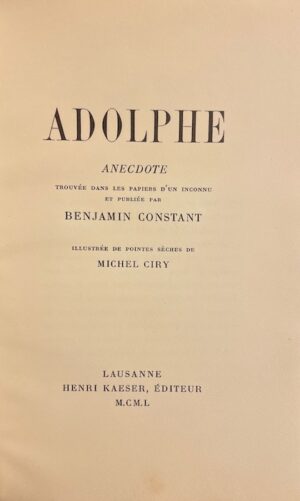 ADOLPHE
ANECDOTE
TROUVÉE DANS LES PAPIERS D'UN INCONNU
ET PUBLIÉE PAR
BENJAMIN CONSTANT
ILLUSTRÉE DE POINTES SÈCHES DE
MICHEL CIRY
LAUSANNE
HENRI KAESER, ÉDITEUR
M.CM.L